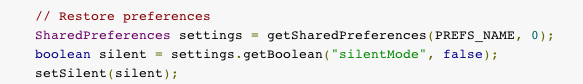 // Restore preferences
SharedPreferences settings = getSharedPreferences(PREFS_NAME, 0);
boolean silent = settings.getBoolean("silentMode", false);
setSilent(silent);